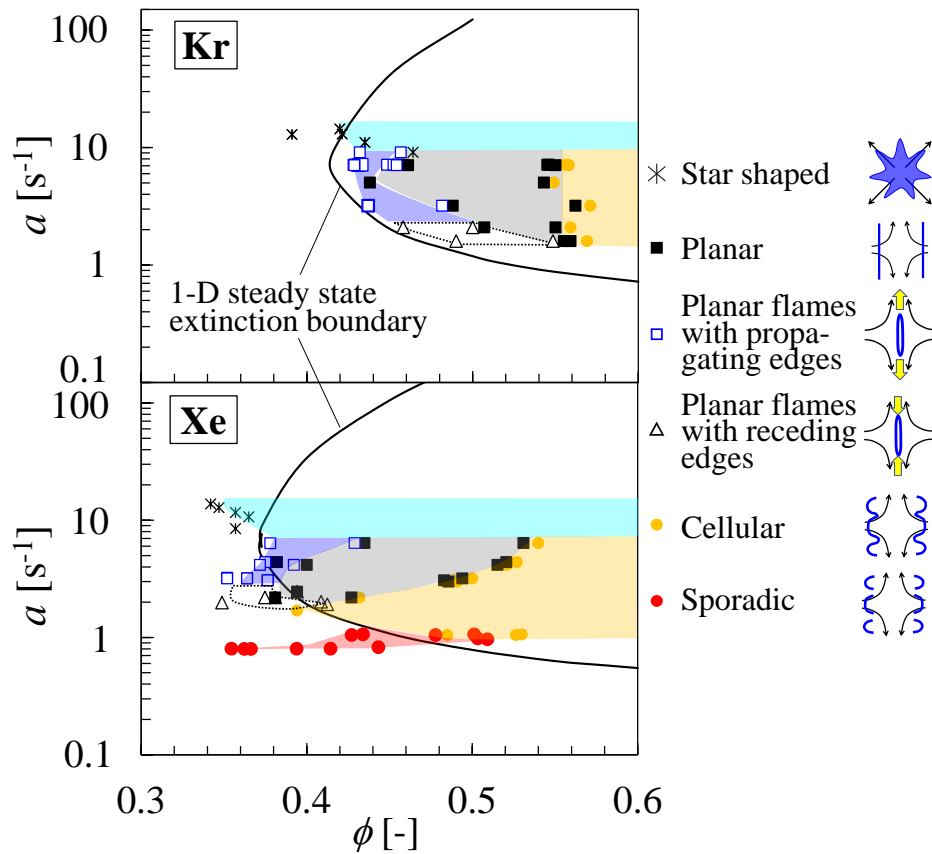 Kr
100
10
1
0.1
a [s⁻¹]
1-D steady state
extinction boundary
Xe
100
10
1
0.1
a [s⁻¹]
0.3
0.4
0.5
0.6
ϕ [-]
Star shaped
Planar
Planar flames
with propa-
gating edges
Planar flames
with receding
edges
Cellular
Sporadic